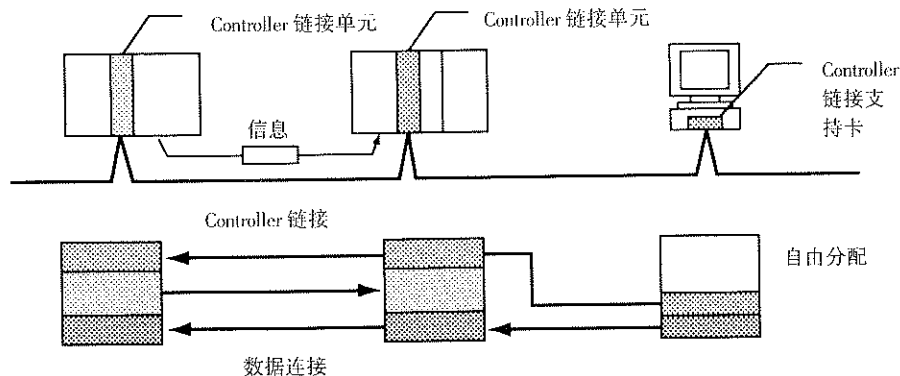 Controller 链接单元
Controller 链接单元
Controller
链接支
持卡
信息
Controller 链接
自由分配
数据连接